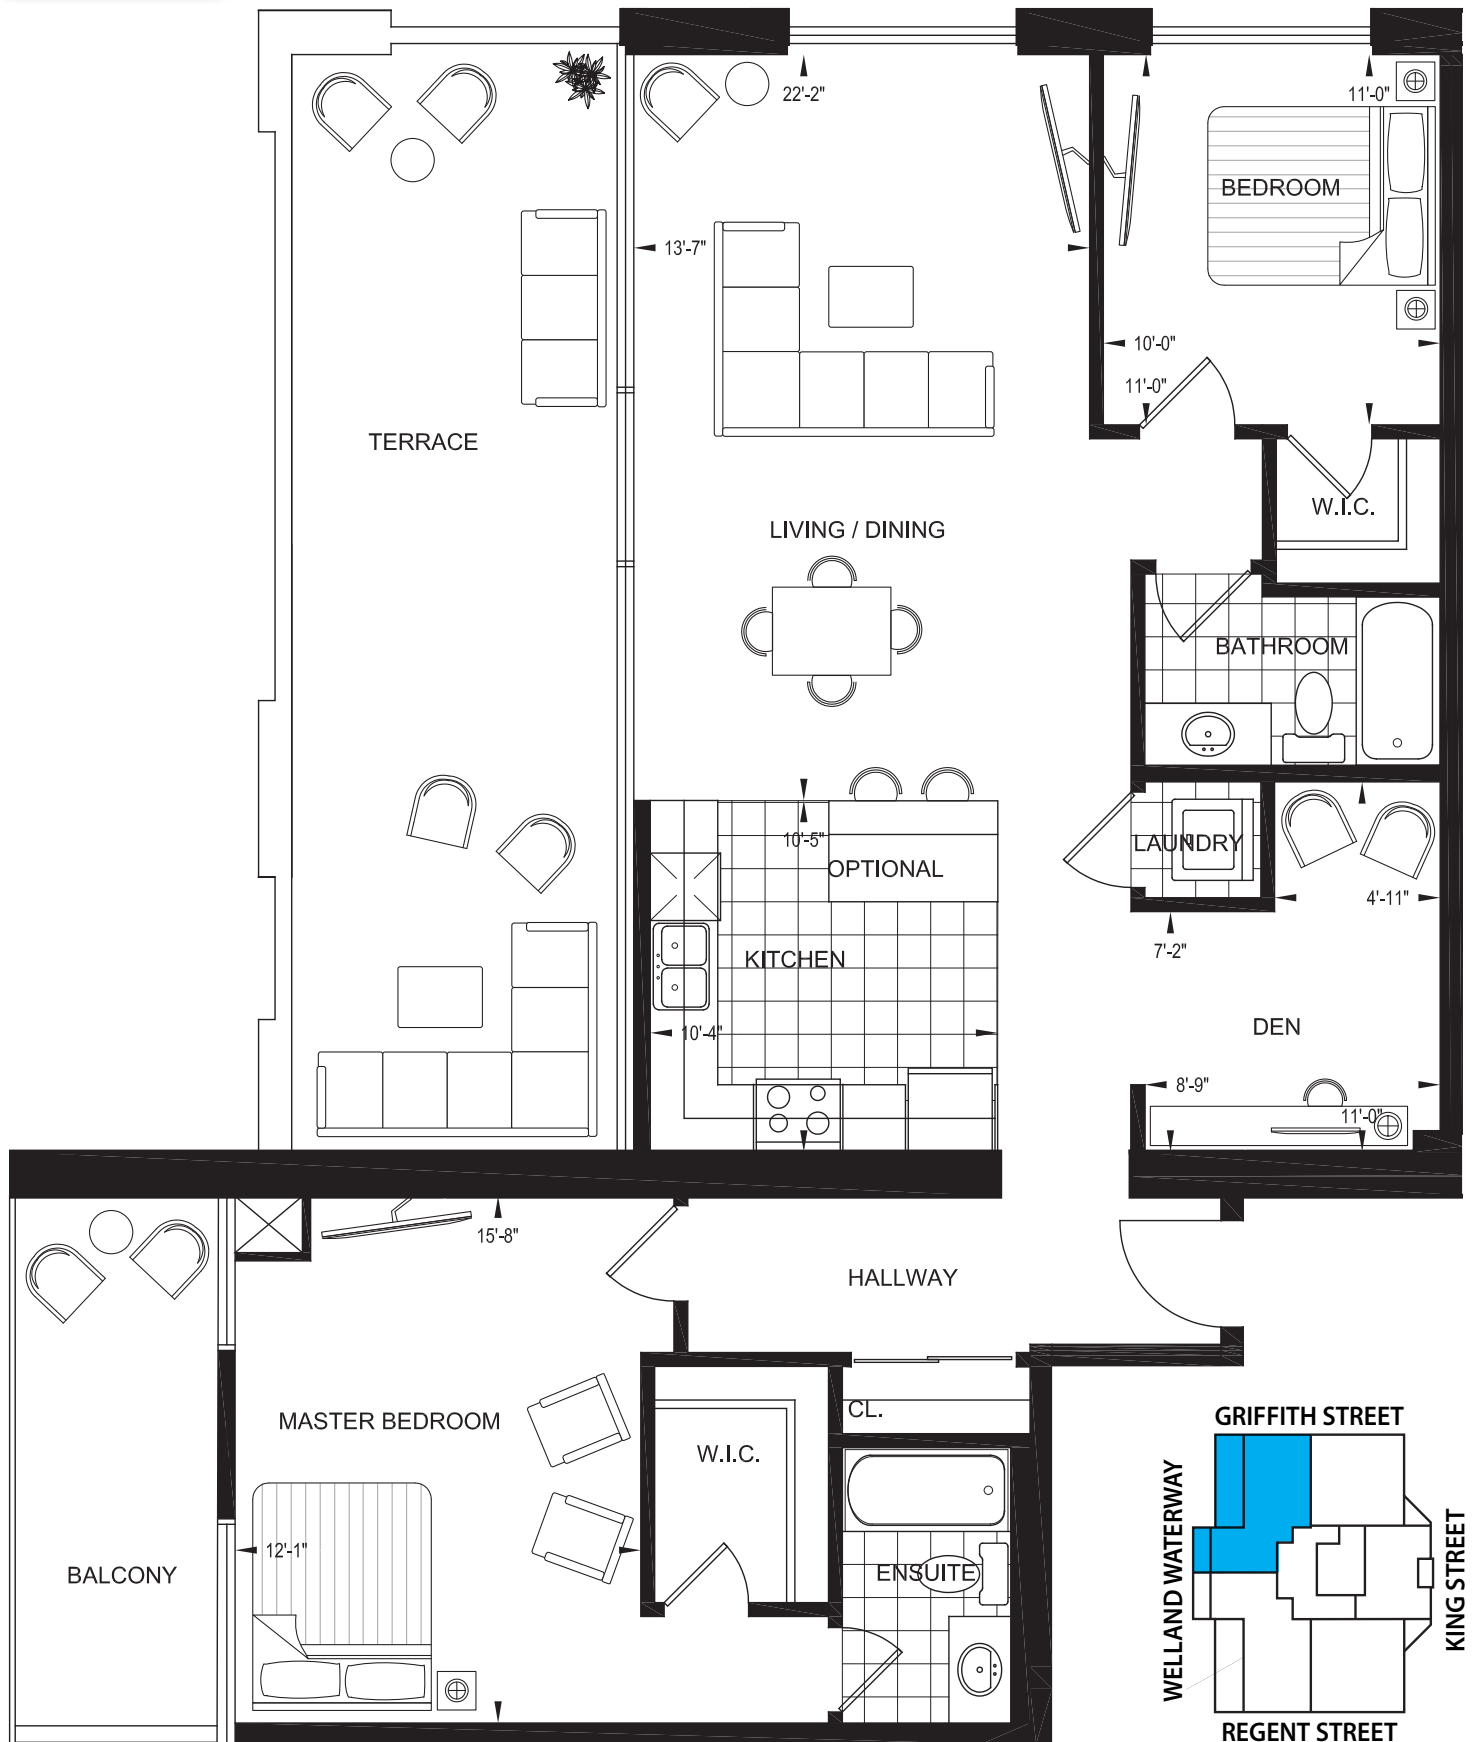 22'-2"
11'-0"
BEDROOM
13'-7"
10'-0"
11'-0"
TERRACE
W.I.C.
LIVING / DINING
BATHROOM
10'-5"
LAUNDRY
OPTIONAL
4'-11"
7'-2"
KITCHEN
DEN
10'-4"
8'-9"
11'-0"
15'-8"
HALLWAY
MASTER BEDROOM
CL.
W.I.C.
12'-1"
BALCONY
ENSUITE
GRIFFITH STREET
WELLAND WATERWAY
KING STREET
REGENT STREET